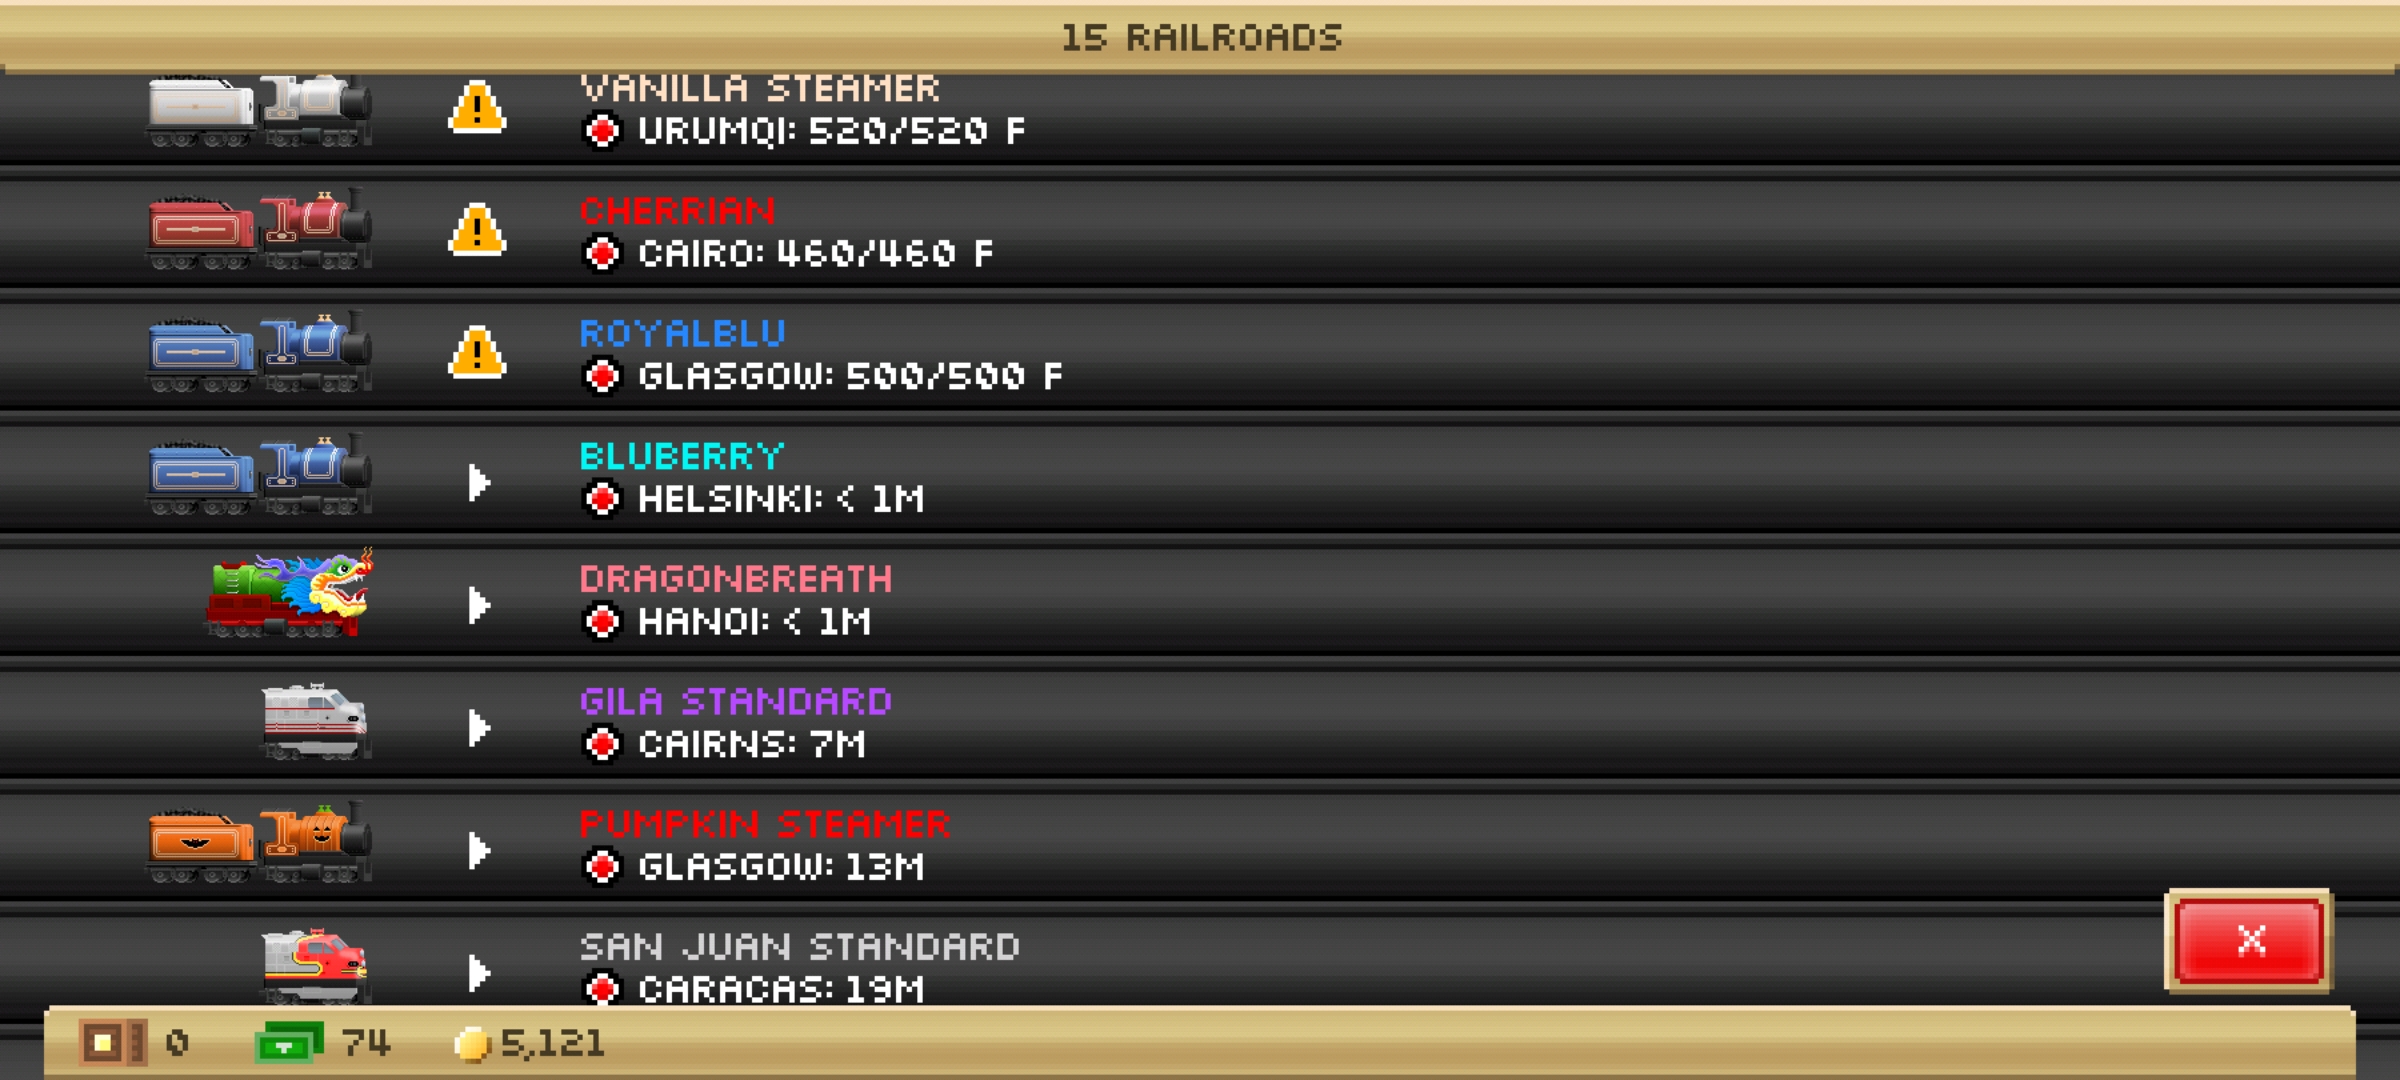 15 RAILROADS
VANILLA STEAMER
URUMQI: 520/520 F
CHERRIAN
CAIRO: 460/460 F
ROYALBLU
GLASGOW: 500/500 F
BLUBERRY
HELSINKI: < 1M
DRAGONBREATH
HANOI: < 1M
GILA STANDARD
CAIRNS: 7M
PUMPKIN STEAMER
GLASGOW: 13M
SAN JUAN STANDARD
CARACAS: 19M
X
0 74 5,121